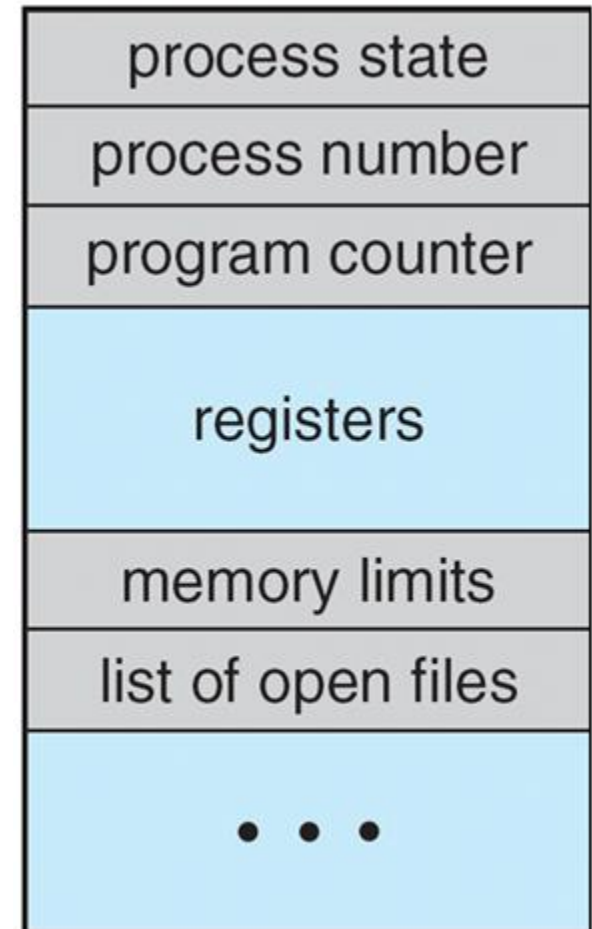 process state
process number
program counter
registers
memory limits
list of open files
• • •